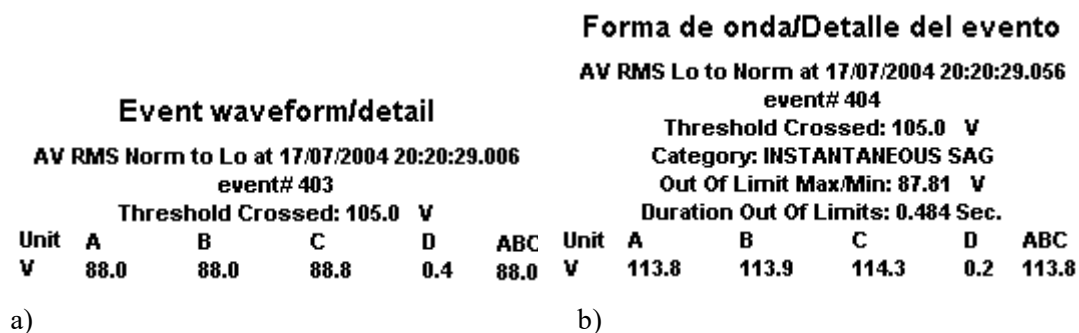 Event waveform/detail
AV RMS Norm to Lo at 17/07/2004 20:20:29.006
event# 403
Threshold Crossed: 105.0 V
Unit A B C D ABC
V 88.0 88.0 88.8 0.4 88.0
a)
Forma de onda/Detalle del evento
AV RMS Lo to Norm at 17/07/2004 20:20:29.056
event# 404
Threshold Crossed: 105.0 V
Category: INSTANTANEOUS SAG
Out Of Limit Max/Min: 87.81 V
Duration Out Of Limits: 0.484 Sec.
Unit A B C D ABC
V 113.8 113.9 114.3 0.2 113.8
b)